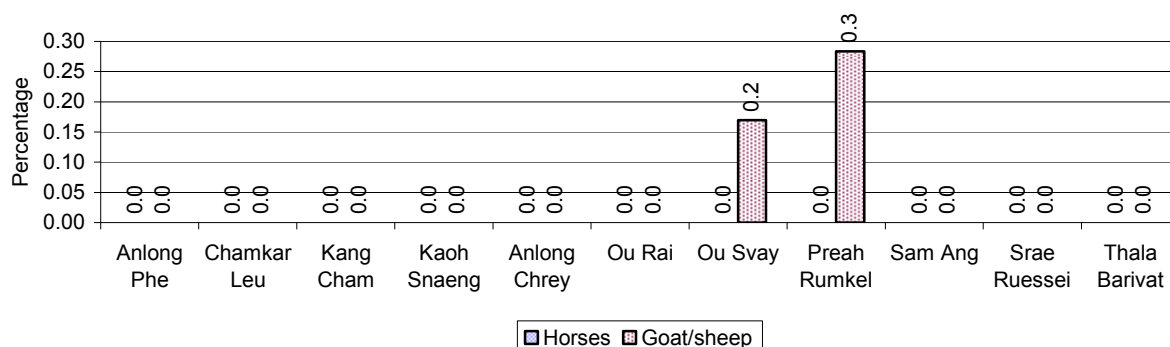 Percentage
0.30
0.25
0.20
0.15
0.10
0.05
0.00
0.0 0.0 0.0 0.0 0.0 0.0 0.0 0.0 0.0 0.0 0.0 0.0 0.0 0.2 0.0 0.3 0.0 0.0 0.0 0.0 0.0 0.0
Anlong Phe
Chamkar Leu
Kang Cham
Kaoh Snaeng
Anlong Chrey
Ou Rai
Ou Svay
Preah Rumkel
Sam Ang
Srae Ruessei
Thala Barivat
Horses Goat/sheep